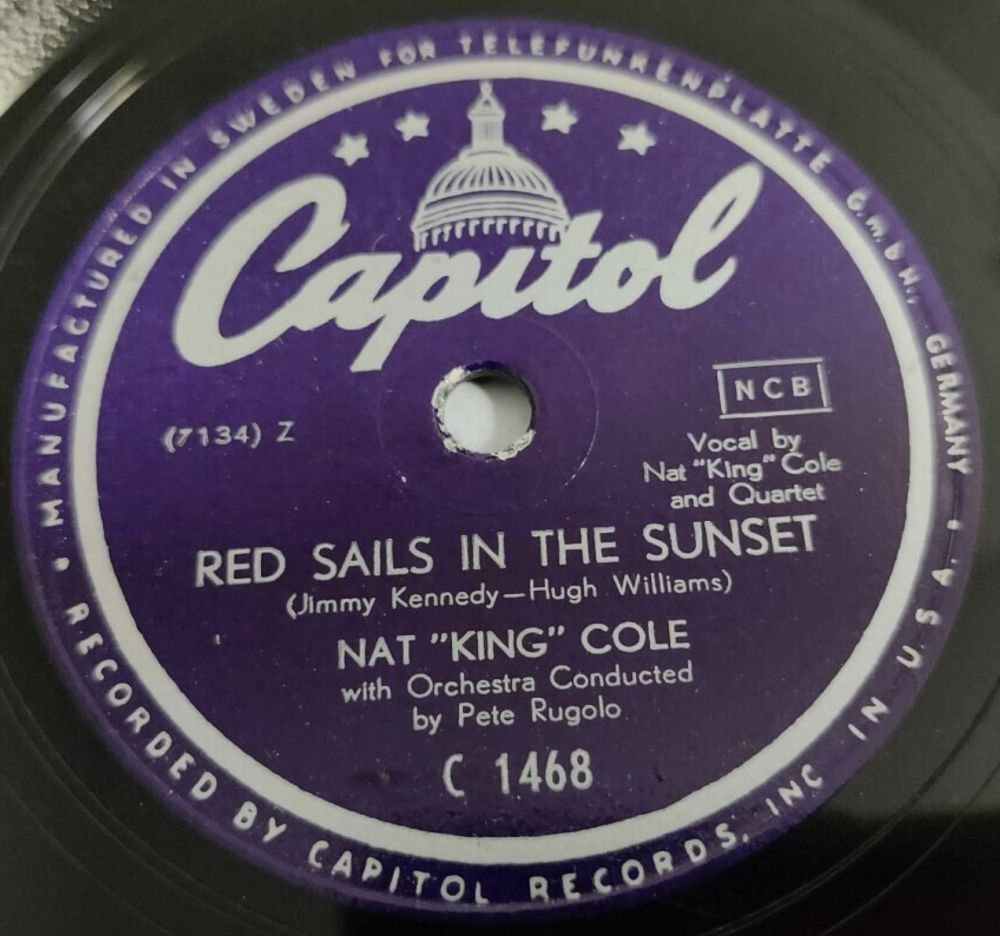 MANUFACTURED IN SWEDEN FOR TELEFUNKENPLATTE G.m.b.H., GERMANY
Capitol
NCB
(7134) Z
Vocal by
Nat "King" Cole
and Quartet
RED SAILS IN THE SUNSET
(Jimmy Kennedy—Hugh Williams)
NAT "KING" COLE
with Orchestra Conducted
by Pete Rugolo
C 1468
• RECORDED BY CAPITOL RECORDS, INC IN U. S. A. •